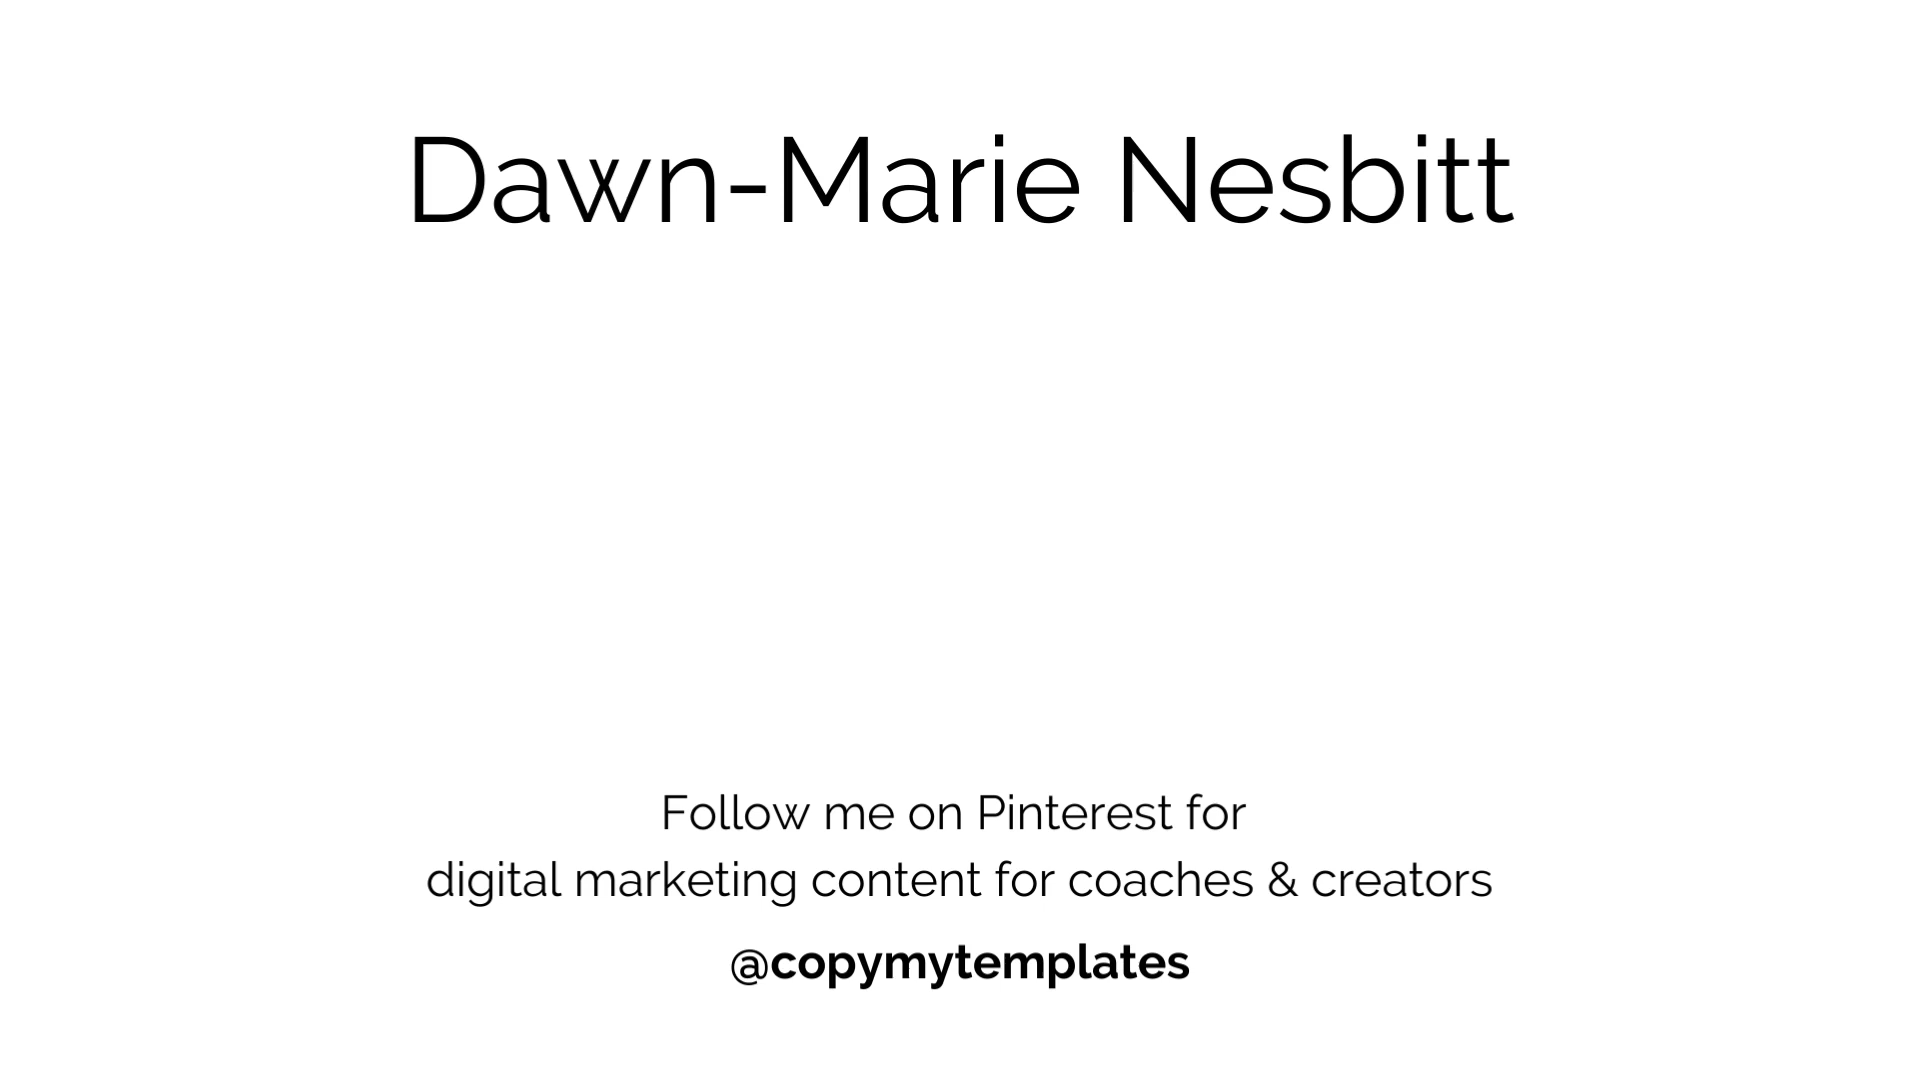 Dawn-Marie Nesbitt
Follow me on Pinterest for
digital marketing content for coaches & creators
@copymytemplates